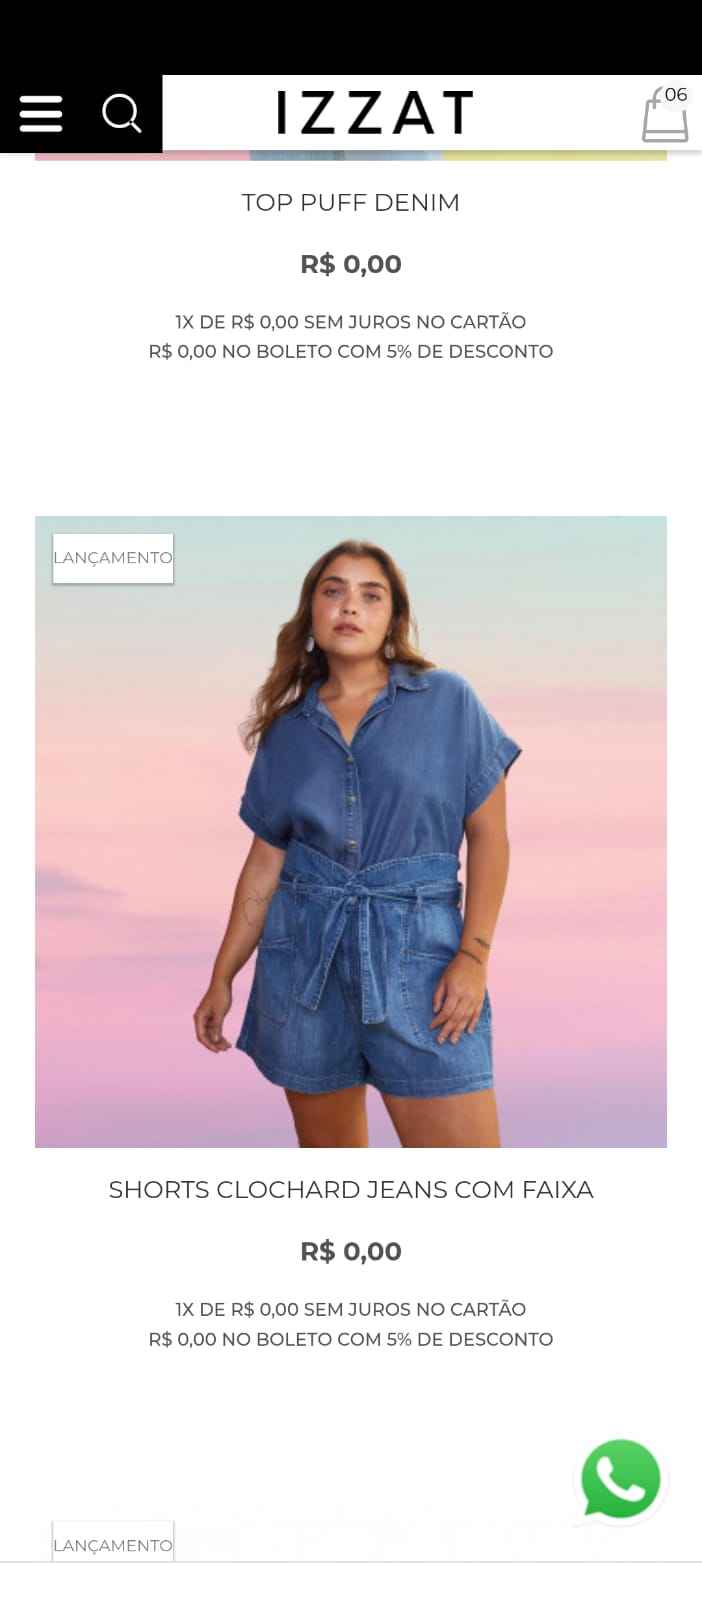 IZZAT
06
TOP PUFF DENIM
R$ 0,00
1X DE R$ 0,00 SEM JUROS NO CARTÃO
R$ 0,00 NO BOLETO COM 5% DE DESCONTO
LANÇAMENTO
SHORTS CLOCHARD JEANS COM FAIXA
R$ 0,00
1X DE R$ 0,00 SEM JUROS NO CARTÃO
R$ 0,00 NO BOLETO COM 5% DE DESCONTO
LANÇAMENTO